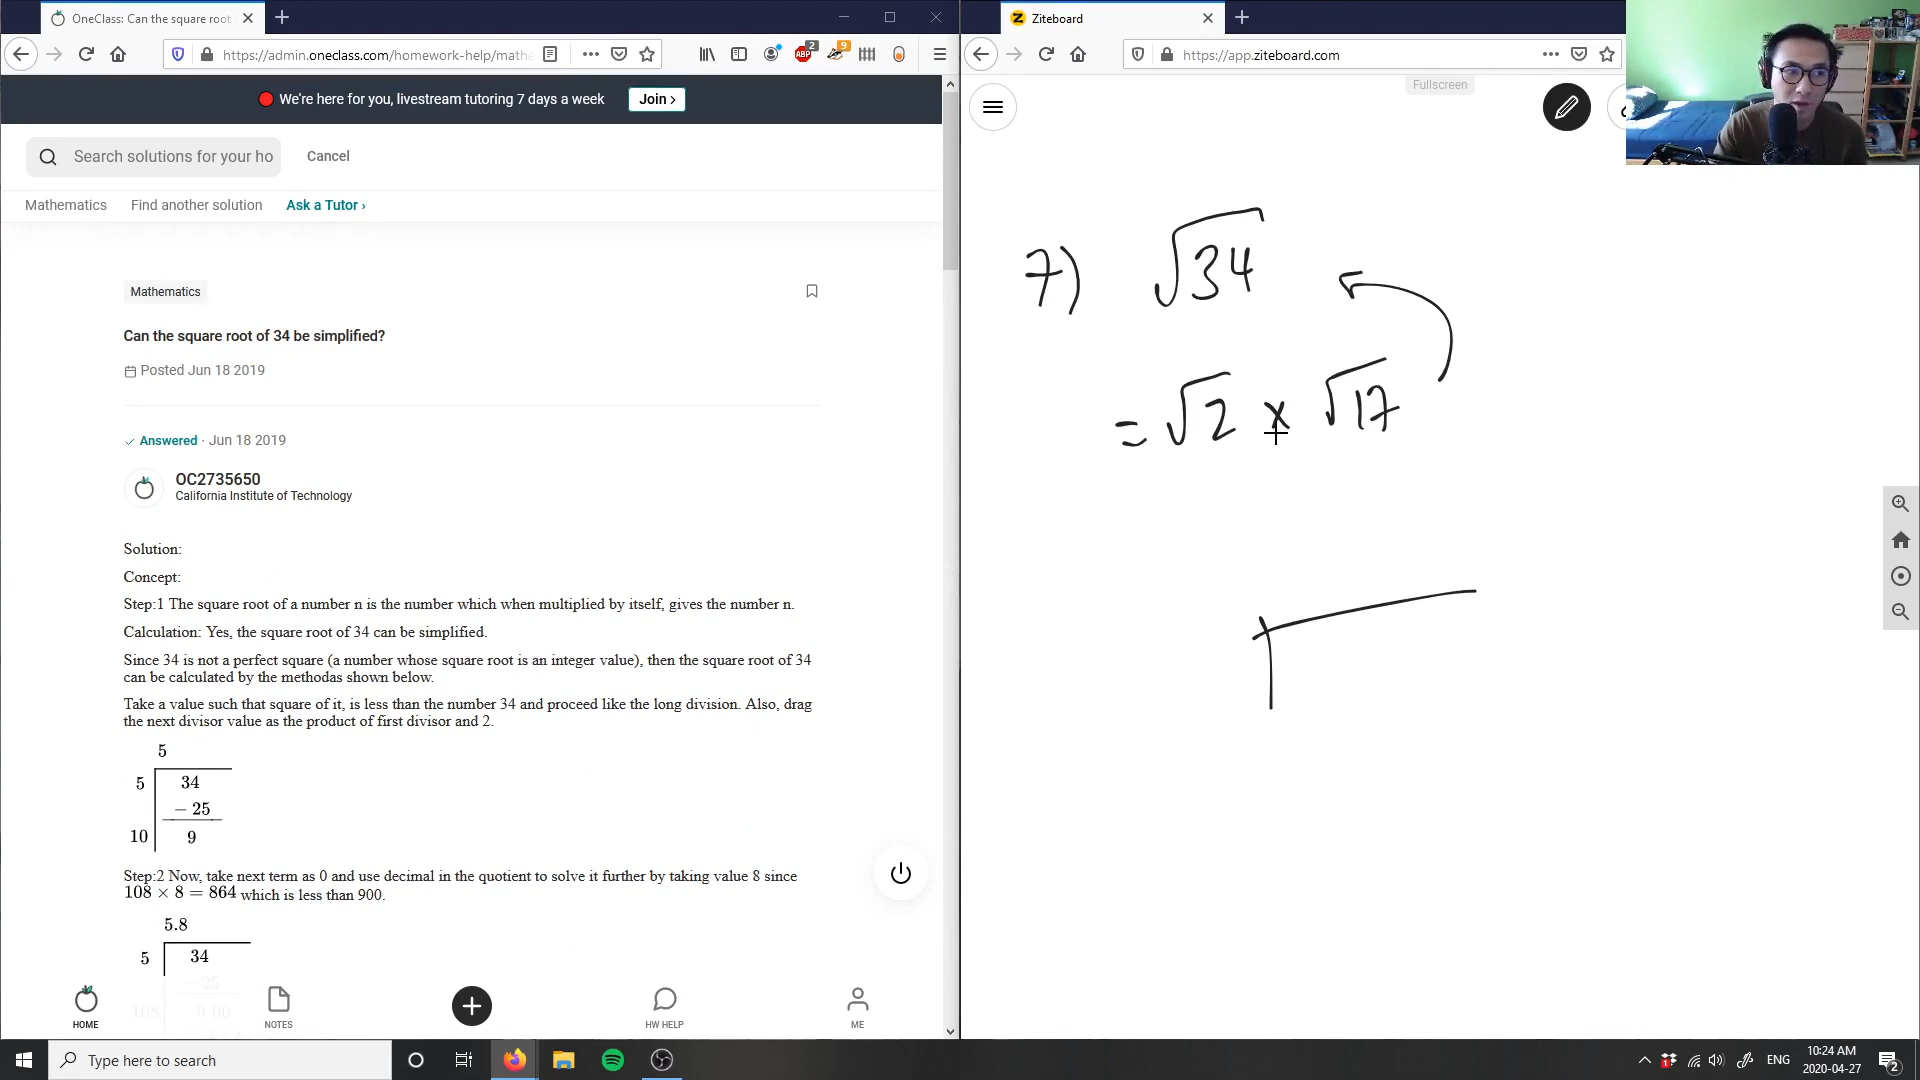 OneClass: Can the square root
Ziteboard
https://admin.oneclass.com/homework-help/mathe
ABP
2
9
https://app.ziteboard.com
We're here for you, livestream tutoring 7 days a week
Join ›
Fullscreen
Search solutions for your ho
Cancel
Mathematics
Find another solution
Ask a Tutor ›
Mathematics
Can the square root of 34 be simplified?
Posted Jun 18 2019
Answered · Jun 18 2019
OC2735650
California Institute of Technology
Solution:
Concept:
Step:1 The square root of a number n is the number which when multiplied by itself, gives the number n.
Calculation: Yes, the square root of 34 can be simplified.
Since 34 is not a perfect square (a number whose square root is an integer value), then the square root of 34
can be calculated by the methodas shown below.
Take a value such that square of it, is less than the number 34 and proceed like the long division. Also, drag
the next divisor value as the product of first divisor and 2.
5
5 34
− 25
10 9
Step:2 Now, take next term as 0 and use decimal in the quotient to solve it further by taking value 8 since
108 × 8 = 864 which is less than 900.
5.8
5 34
− 25
108 9 00
HOME
NOTES
HW HELP
ME
7) √34
= √2 × √17
Type here to search
ENG
10:24 AM
2020-04-27
2